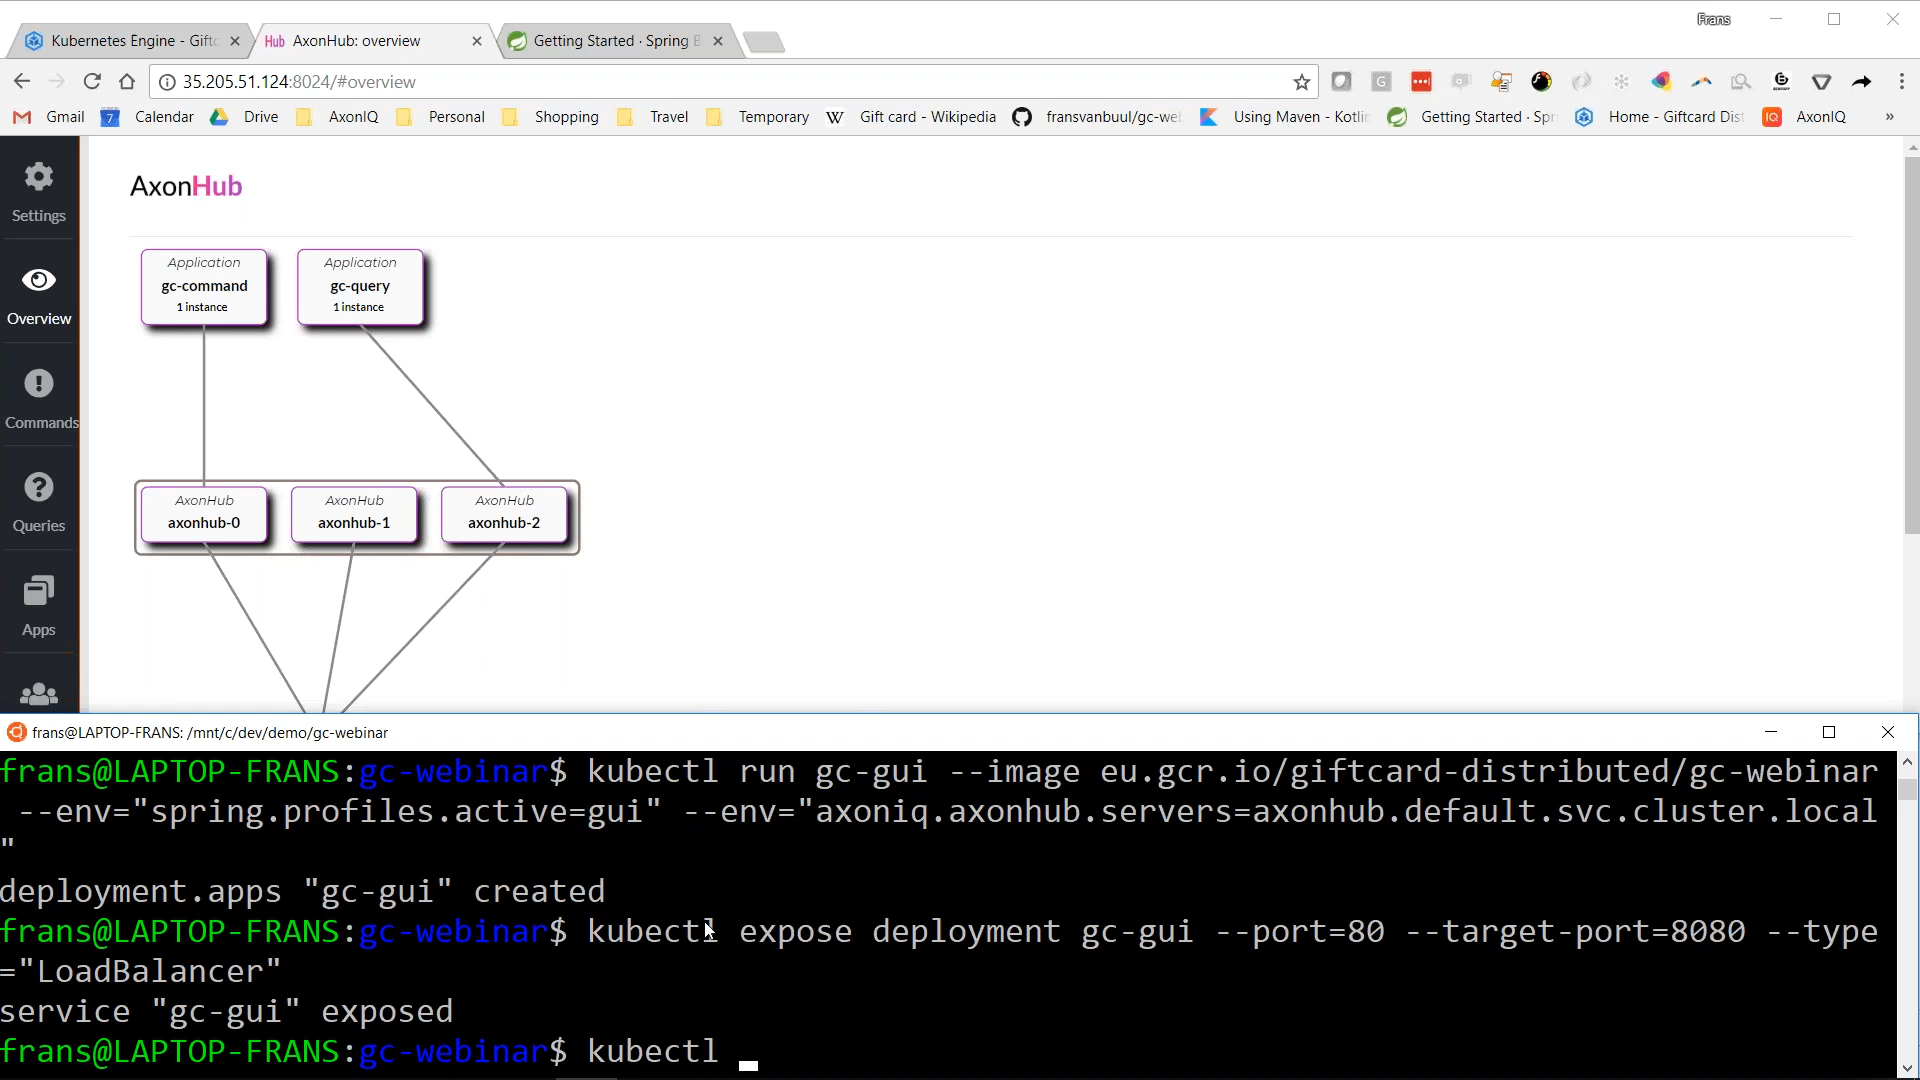 Frans
Kubernetes Engine - Giftc
Hub AxonHub: overview
Getting Started · Spring B
35.205.51.124:8024/#overview
Gmail
7 Calendar
Drive
AxonIQ
Personal
Shopping
Travel
Temporary
W Gift card - Wikipedia
fransvanbuul/gc-we
Using Maven - Kotli
Getting Started · Spr
Home - Giftcard Dist
IQ AxonIQ
»
Settings
Overview
Commands
Queries
Apps
AxonHub
Application
gc-command
1 instance
Application
gc-query
1 instance
AxonHub
axonhub-0
AxonHub
axonhub-1
AxonHub
axonhub-2
frans@LAPTOP-FRANS: /mnt/c/dev/demo/gc-webinar
frans@LAPTOP-FRANS:gc-webinar$ kubectl run gc-gui --image eu.gcr.io/giftcard-distributed/gc-webinar
--env="spring.profiles.active=gui" --env="axoniq.axonhub.servers=axonhub.default.svc.cluster.local
"
deployment.apps "gc-gui" created
frans@LAPTOP-FRANS:gc-webinar$ kubectl expose deployment gc-gui --port=80 --target-port=8080 --type
="LoadBalancer"
service "gc-gui" exposed
frans@LAPTOP-FRANS:gc-webinar$ kubectl